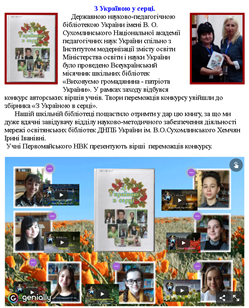 З Україною у серці.
Державною науково-педагогічною
бібліотекою України імені В. О.
Сухомлинського Національної академії
педагогічних наук України спільно з
Інститутом модернізації змісту освіти
Міністерства освіти і науки України
було проведено Всеукраїнський
місячник шкільних бібліотек
«Виховуємо громадянина - патріота
України». У рамках заходу відбувся
конкурс авторських віршів учнів. Твори переможців конкурсу увійшли до
збірника «З Україною в серці».
Нашій шкільній бібліотеці пощастило отримати у дар цю книгу, за що ми
дуже вдячні завідувачу відділу науково-методичного забезпечення діяльності
мережі освітянських бібліотек ДНПБ України ім. В.О.Сухомлинського Хемчян
Ірині Іванівні.
Учні Первомайського НВК презентують вірші переможців конкурсу.
genially